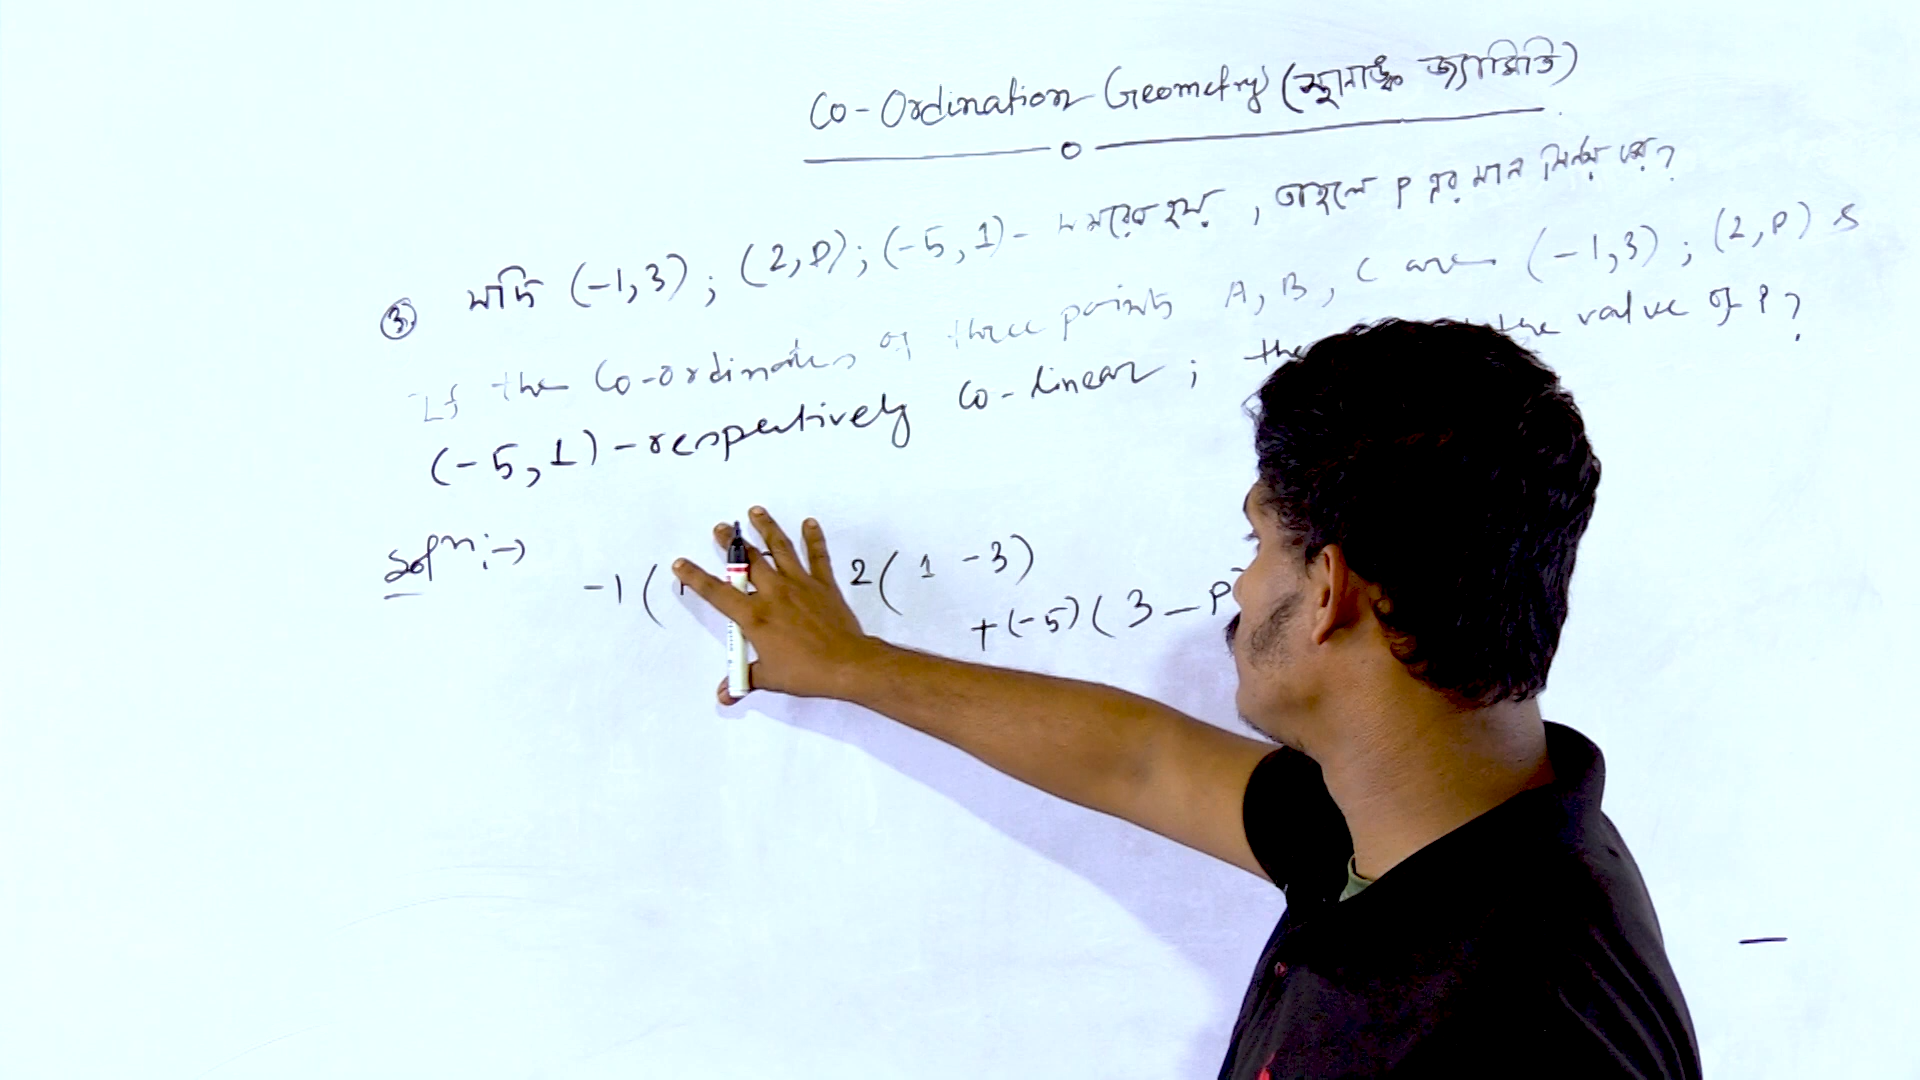 Co-Ordination Geometry (স্থানাঙ্ক জ্যামিতি)
③ যদি (-1,3) ; (2,P) ; (-5,1) - সমরেখ হয় , তাহলে P এর মান নির্ণয় কর ?
If the Co-ordinates of three points A, B, C are (-1,3) ; (2,P) &
(-5,1) - respectively Co-linear ; the value of P ?
Solⁿ :→
-1 ( 2 ( 1 - 3)
+(-5) ( 3 - P